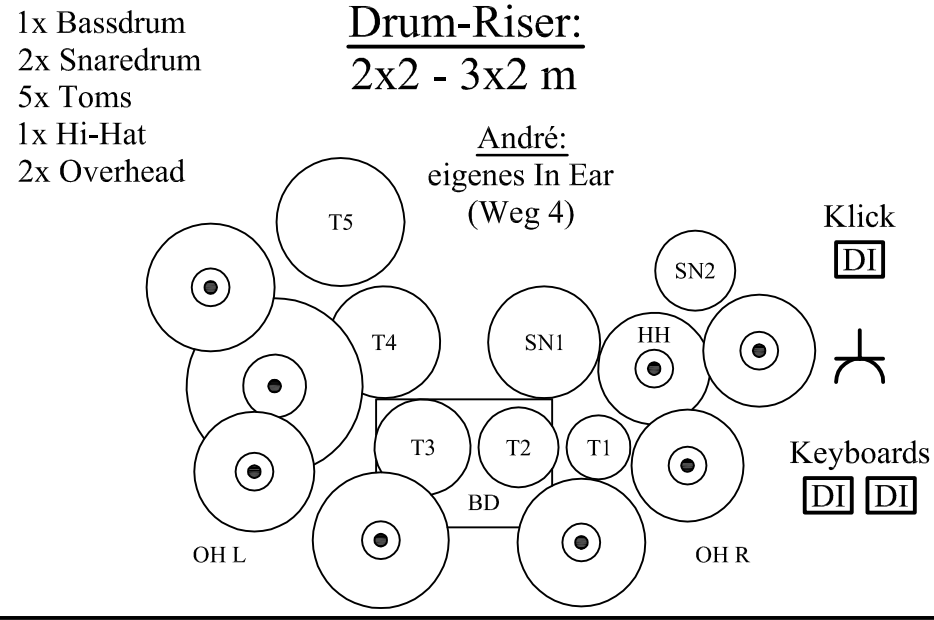 1x Bassdrum
2x Snaredrum
5x Toms
1x Hi-Hat
2x Overhead
Drum-Riser:
2x2 - 3x2 m
André:
eigenes In Ear
(Weg 4)
Klick
DI
T5
SN2
T4
SN1
HH
T3
T2
T1
BD
Keyboards
DI DI
OH L
OH R